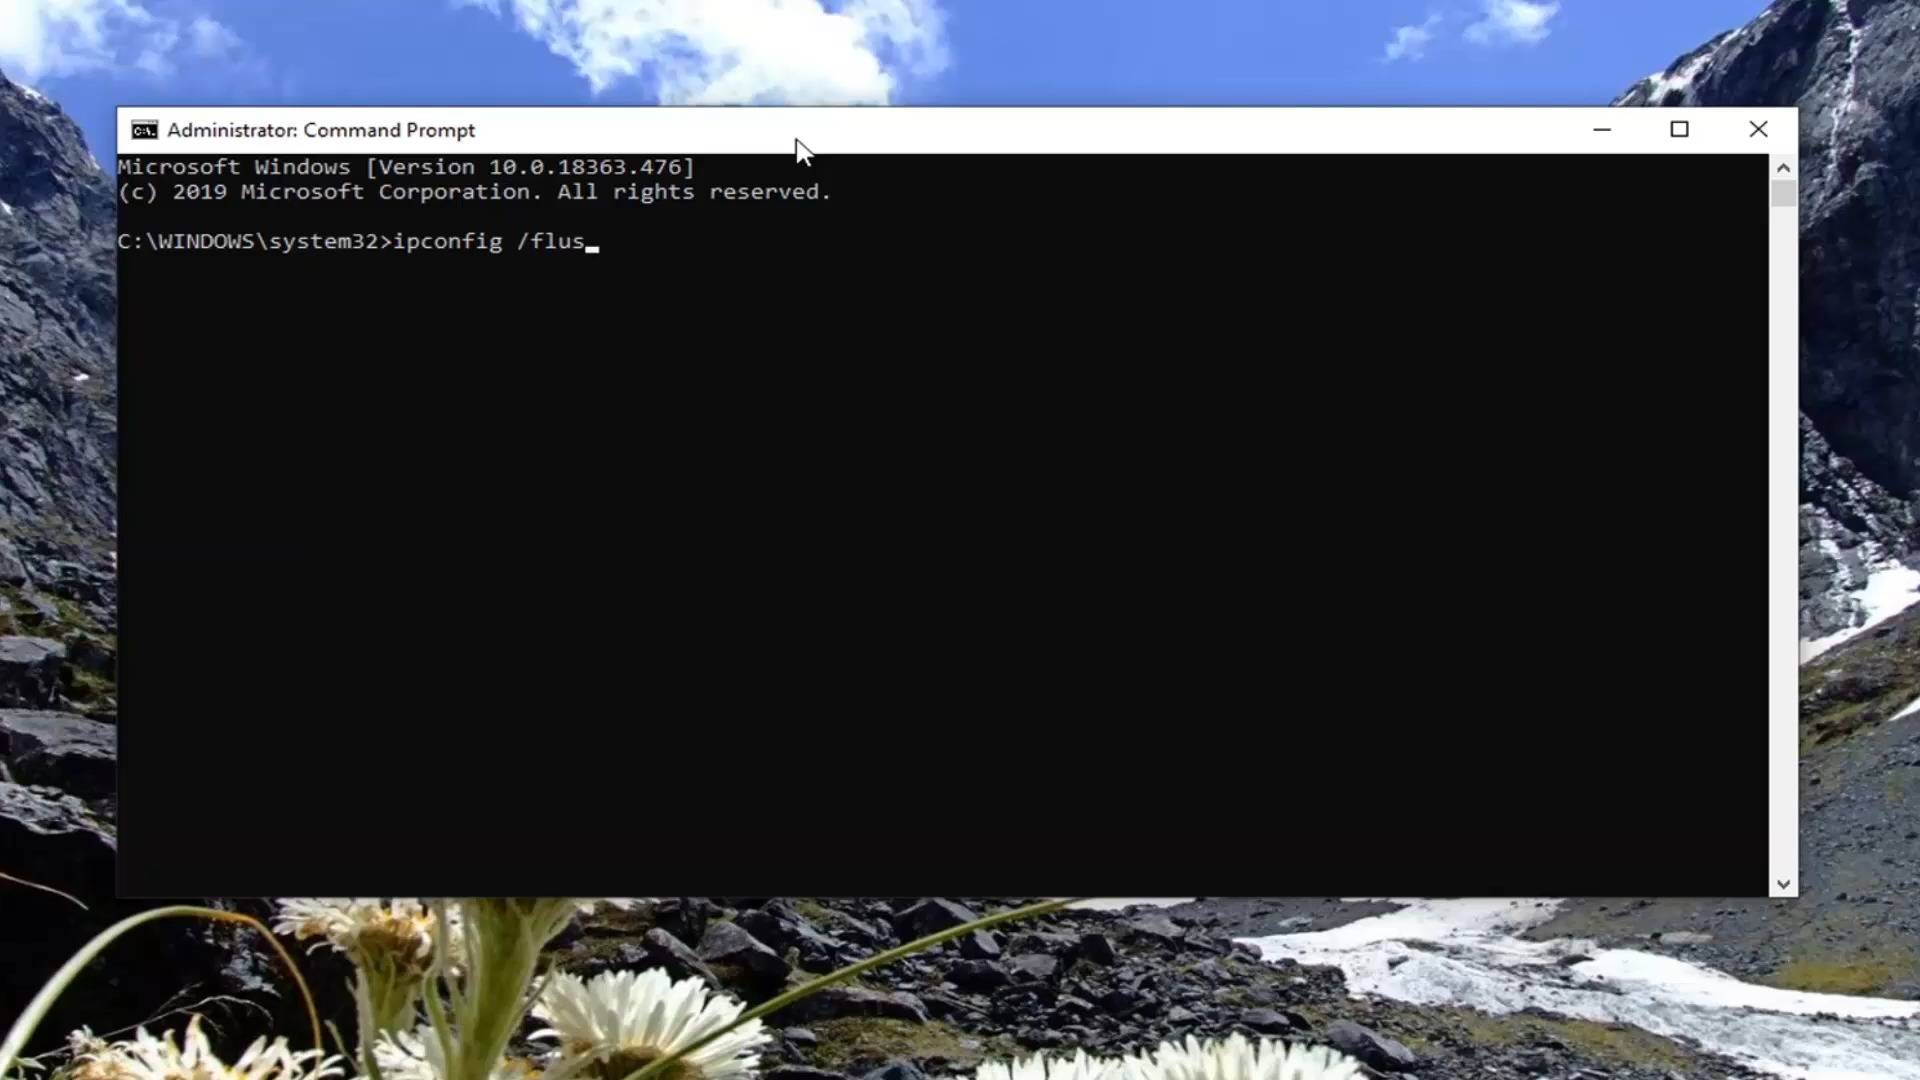 Administrator: Command Prompt
Microsoft Windows [Version 10.0.18363.476]
(c) 2019 Microsoft Corporation. All rights reserved.
C:\WINDOWS\system32>ipconfig /flus